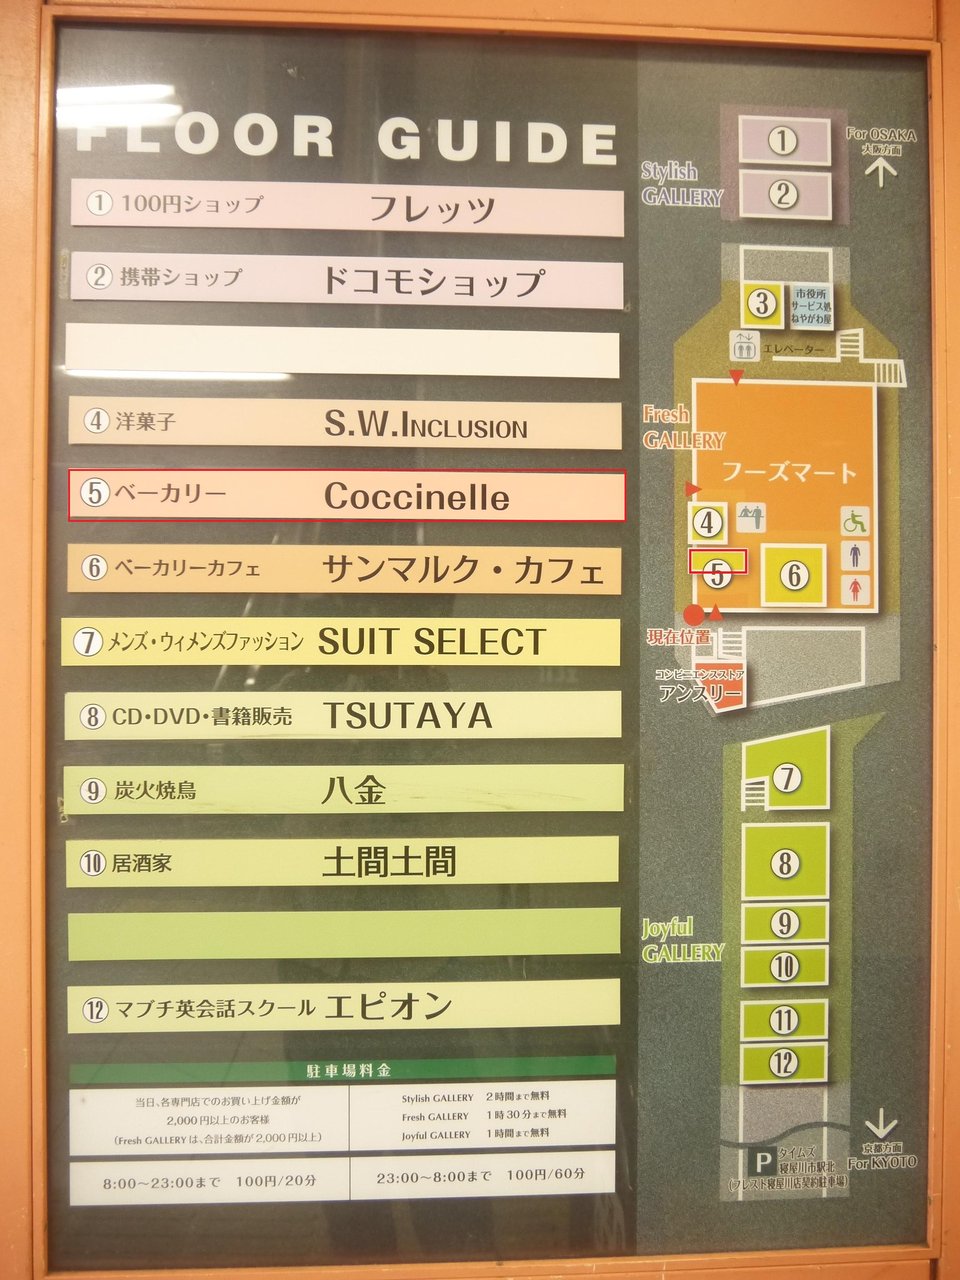 FLOOR GUIDE
① 100円ショップ フレッツ
② 携帯ショップ ドコモショップ
④ 洋菓子 S.W.INCLUSION
⑤ ベーカリー Coccinelle
⑥ ベーカリーカフェ サンマルク・カフェ
⑦ メンズ・ウィメンズファッション SUIT SELECT
⑧ CD・DVD・書籍販売 TSUTAYA
⑨ 炭火焼鳥 八金
⑩ 居酒家 土間土間
⑫ マブチ英会話スクール エピオン
駐車場料金
当日、各専門店でのお買い上げ金額が
2,000円以上のお客様
(Fresh GALLERYは、合計金額が2,000円以上)
Stylish GALLERY 2時間まで無料
Fresh GALLERY 1時30分まで無料
Joyful GALLERY 1時間まで無料
8:00～23:00まで 100円/20分
23:00～8:00まで 100円/60分
①
For OSAKA
大阪方面
Stylish
GALLERY
②
③
市役所
サービス処
ねやがわ屋
エレベーター
Fresh
GALLERY
フーズマート
④
⑤
⑥
現在位置
コンビニエンスストア
アンスリー
⑦
⑧
⑨
Joyful
GALLERY
⑩
⑪
⑫
京都方面
For KYOTO
P タイムズ
寝屋川市駅北
(フレスト寝屋川店契約駐車場)